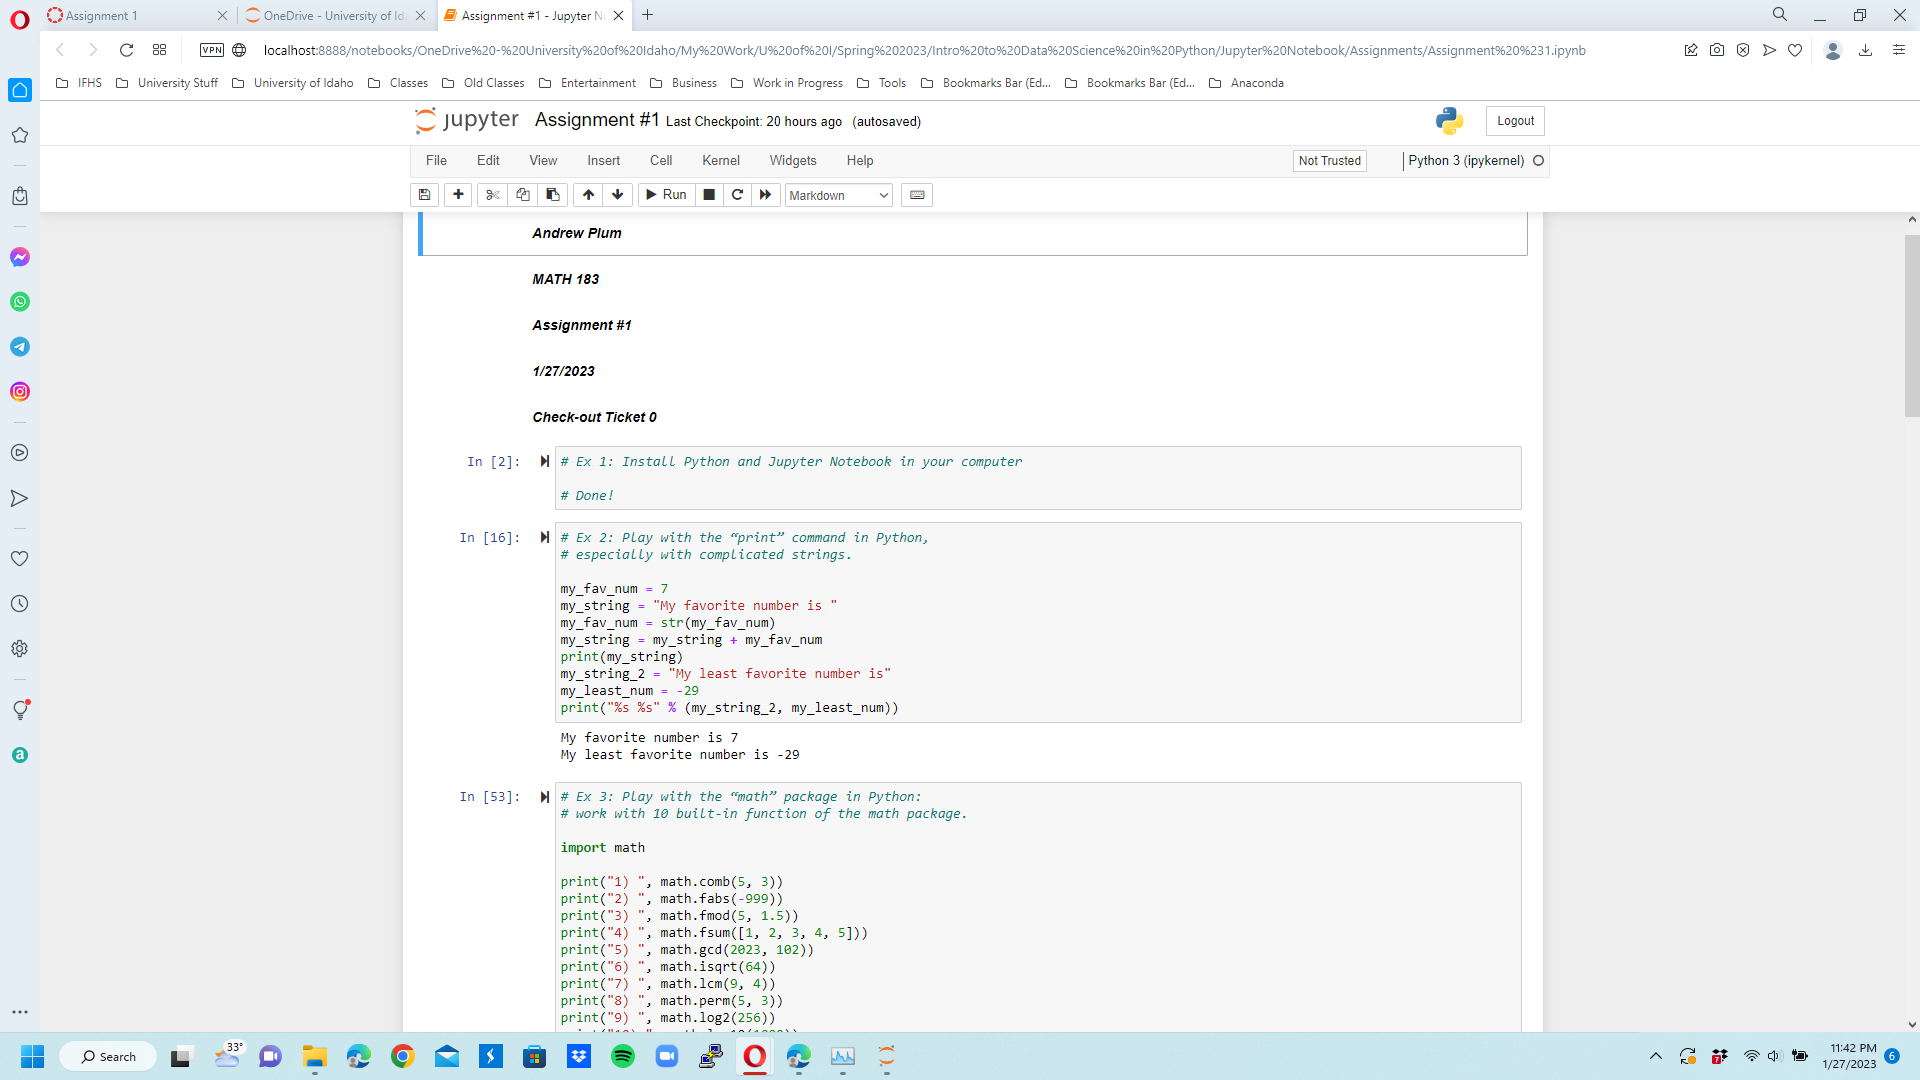 Assignment 1
OneDrive - University of Ida
Assignment #1 - Jupyter N
VPN
localhost:8888/notebooks/OneDrive%20-%20University%20of%20Idaho/My%20Work/U%20of%20I/Spring%202023/Intro%20to%20Data%20Science%20in%20Python/Jupyter%20Notebook/Assignments/Assignment%20%231.ipynb
IFHS
University Stuff
University of Idaho
Classes
Old Classes
Entertainment
Business
Work in Progress
Tools
Bookmarks Bar (Ed...
Bookmarks Bar (Ed...
Anaconda
jupyter
Assignment #1 Last Checkpoint: 20 hours ago (autosaved)
Logout
File
Edit
View
Insert
Cell
Kernel
Widgets
Help
Not Trusted
Python 3 (ipykernel)
Run
Markdown
Andrew Plum
MATH 183
Assignment #1
1/27/2023
Check-out Ticket 0
In [2]:
# Ex 1: Install Python and Jupyter Notebook in your computer
# Done!
In [16]:
# Ex 2: Play with the “print” command in Python,
# especially with complicated strings.
my_fav_num = 7
my_string = "My favorite number is "
my_fav_num = str(my_fav_num)
my_string = my_string + my_fav_num
print(my_string)
my_string_2 = "My least favorite number is"
my_least_num = -29
print("%s %s" % (my_string_2, my_least_num))
My favorite number is 7
My least favorite number is -29
In [53]:
# Ex 3: Play with the “math” package in Python:
# work with 10 built-in function of the math package.
import math
print("1) ", math.comb(5, 3))
print("2) ", math.fabs(-999))
print("3) ", math.fmod(5, 1.5))
print("4) ", math.fsum([1, 2, 3, 4, 5]))
print("5) ", math.gcd(2023, 102))
print("6) ", math.isqrt(64))
print("7) ", math.lcm(9, 4))
print("8) ", math.perm(5, 3))
print("9) ", math.log2(256))
a
Search
33°
7
11:42 PM
1/27/2023
6